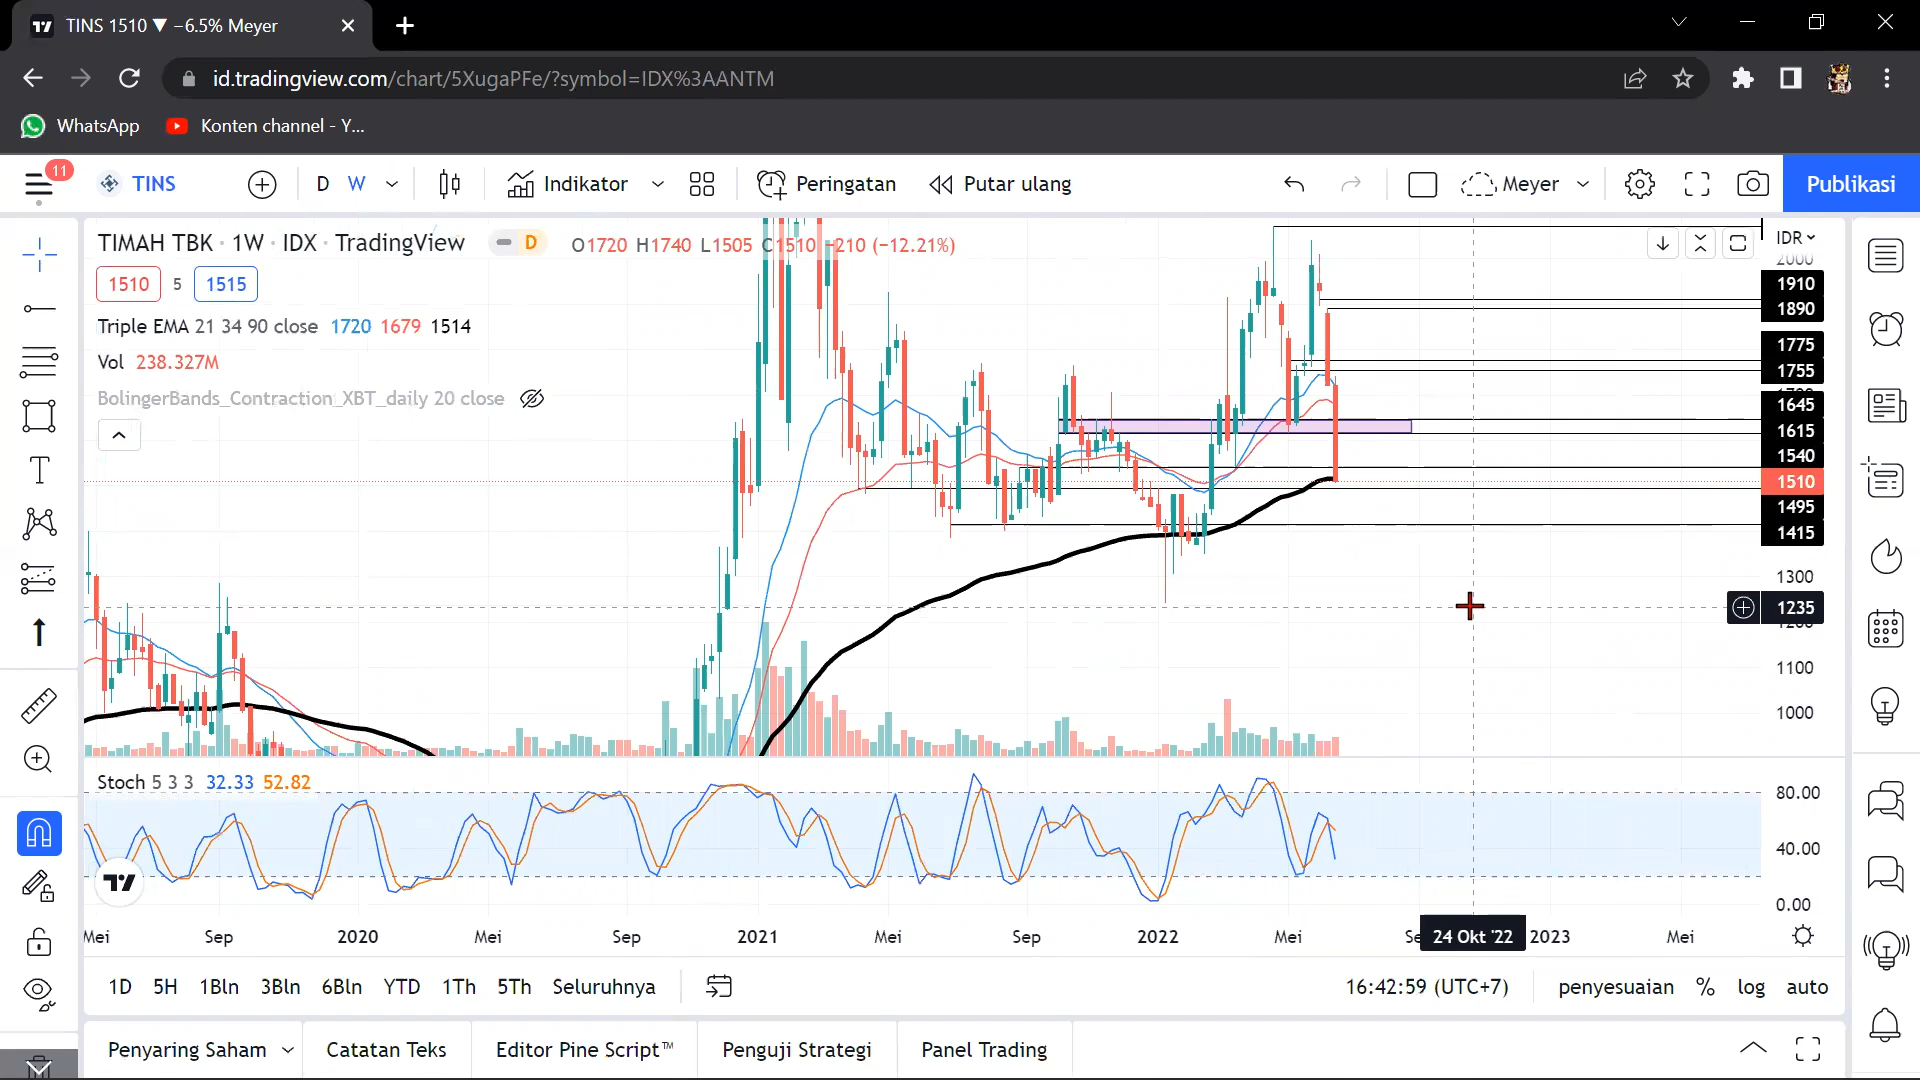 TINS 1510 ▼ −6.5% Meyer
id.tradingview.com/chart/5XugaPFe/?symbol=IDX%3AANTM
WhatsApp
Konten channel - Y...
11
TINS
D
W
Indikator
Peringatan
Putar ulang
Meyer
Publikasi
TIMAH TBK · 1W · IDX · TradingView
D
O1720 H1740 L1505 C1510 −210 (−12.21%)
IDR
2000
1510
5
1515
1910
1890
Triple EMA 21 34 90 close 1720 1679 1514
1775
Vol 238.327M
1755
BolingerBands_Contraction_XBT_daily 20 close
1645
1615
1540
1510
1495
1415
1300
1235
1100
1000
Stoch 5 3 3 32.33 52.82
80.00
40.00
0.00
Mei
Sep
2020
Mei
Sep
2021
Mei
Sep
2022
Mei
24 Okt '22
2023
Mei
1D
5H
1Bln
3Bln
6Bln
YTD
1Th
5Th
Seluruhnya
16:42:59 (UTC+7)
penyesuaian
%
log
auto
Penyaring Saham
Catatan Teks
Editor Pine Script™
Penguji Strategi
Panel Trading